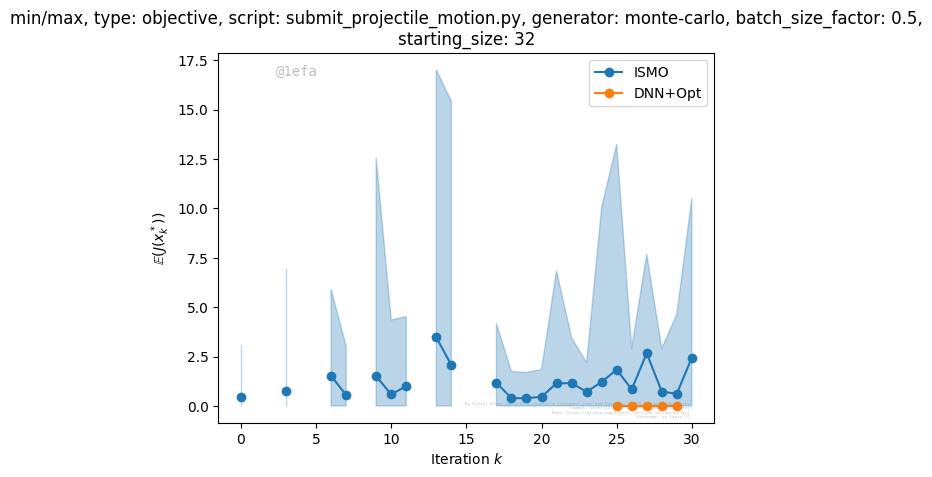 min/max, type: objective, script: submit_projectile_motion.py, generator: monte-carlo, batch_size_factor: 0.5,
starting_size: 32
@1efa
ISMO
DNN+Opt
17.5
15.0
12.5
10.0
7.5
5.0
2.5
0.0
𝔼(J(x*_k))
0 5 10 15 20 25 30
Iteration k